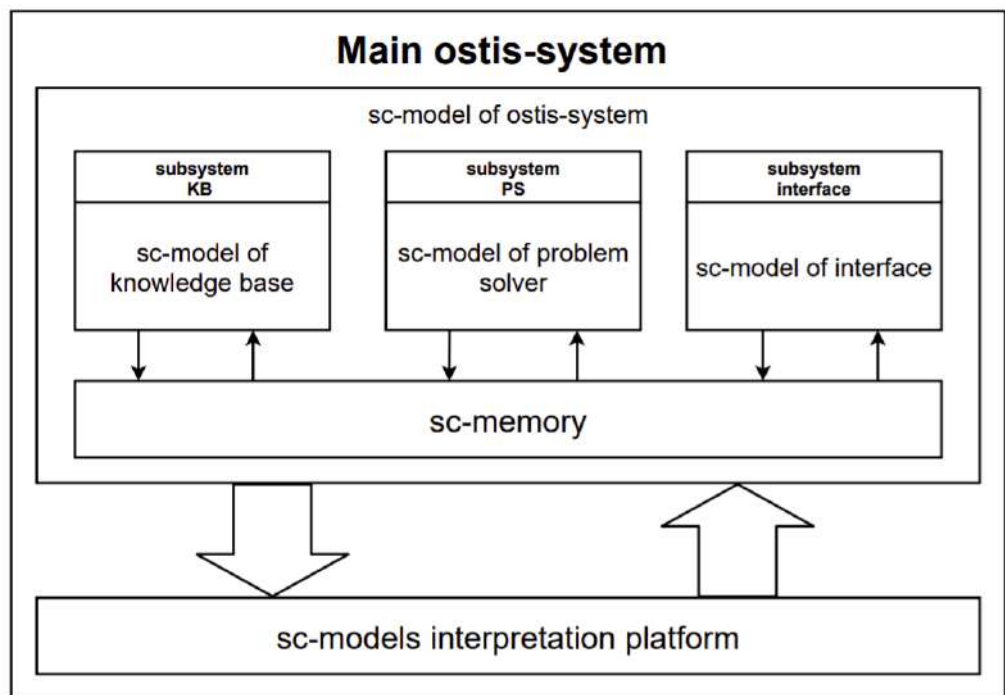 Main ostis-system
sc-model of ostis-system
subsystem
KB
sc-model of
knowledge base
subsystem
PS
sc-model of problem
solver
subsystem
interface
sc-model of interface
sc-memory
sc-models interpretation platform